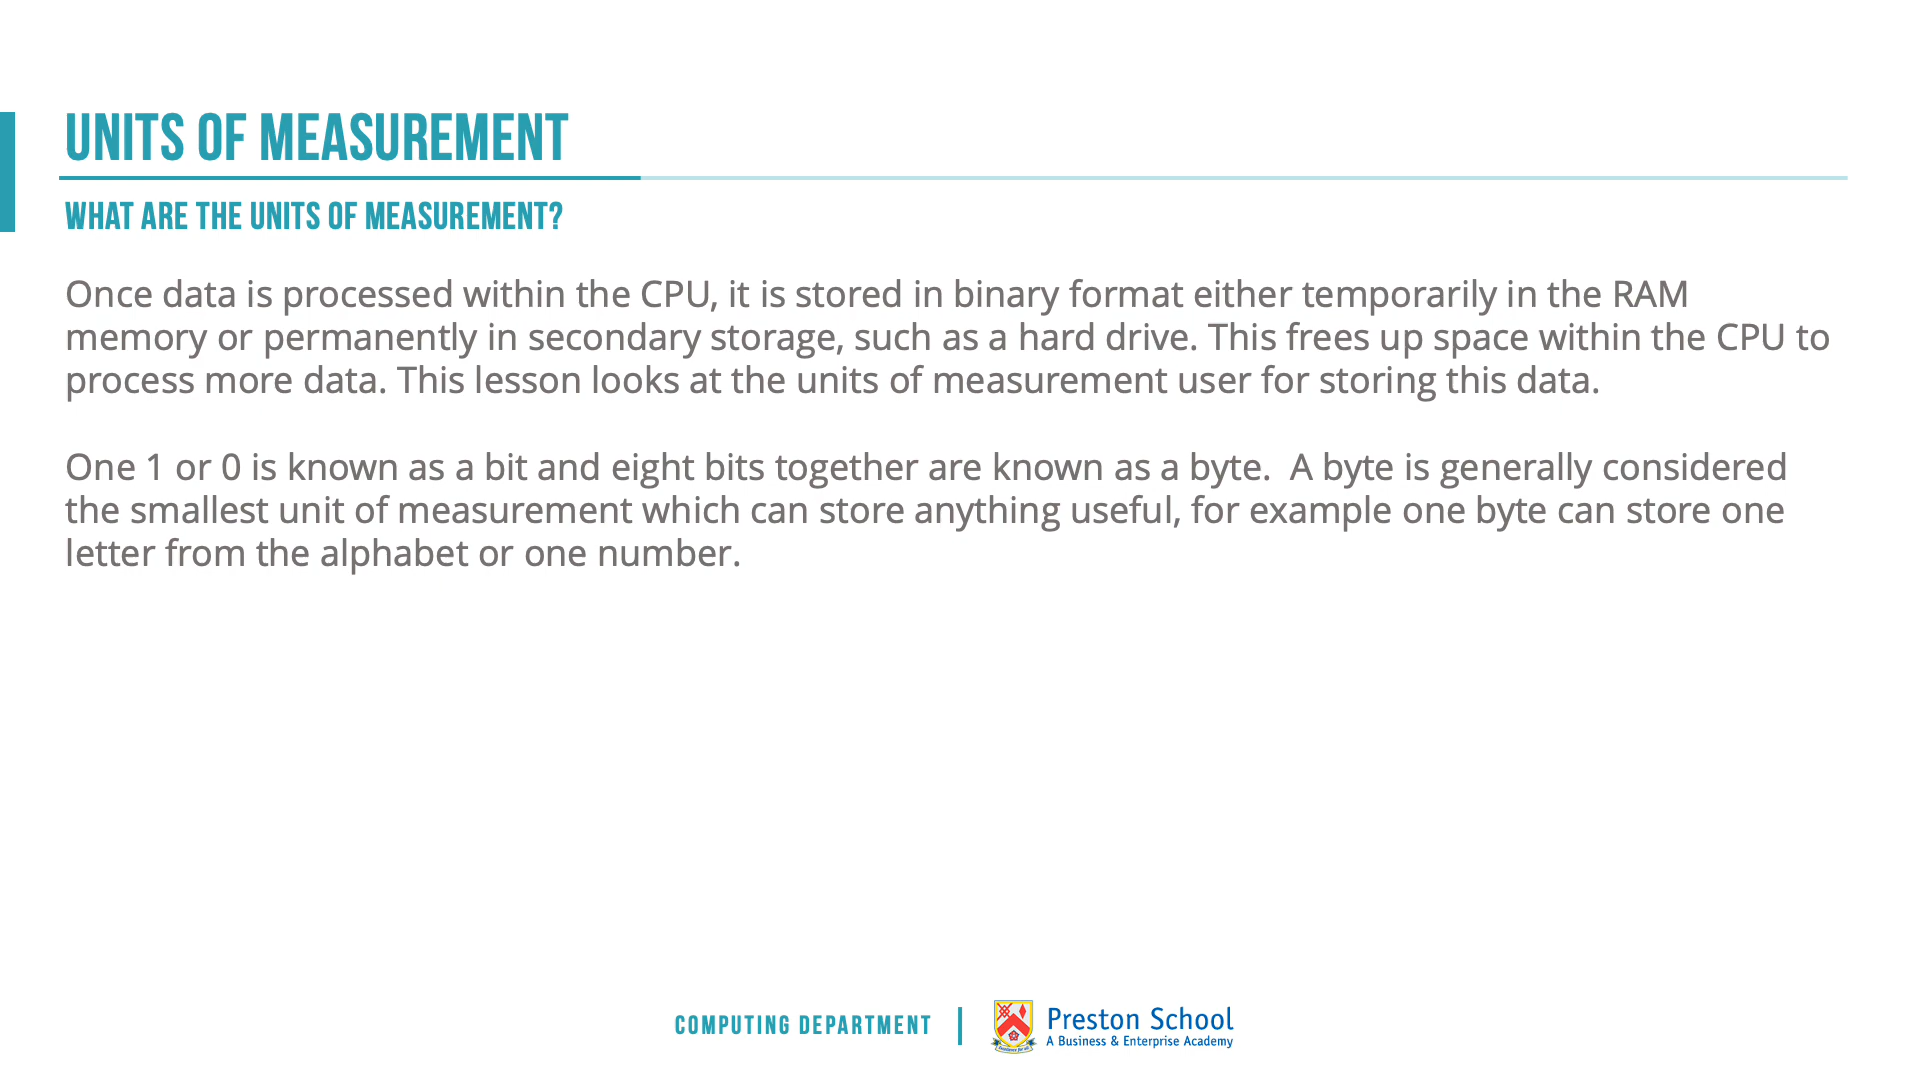 UNITS OF MEASUREMENT
WHAT ARE THE UNITS OF MEASUREMENT?
Once data is processed within the CPU, it is stored in binary format either temporarily in the RAM
memory or permanently in secondary storage, such as a hard drive. This frees up space within the CPU to
process more data. This lesson looks at the units of measurement user for storing this data.
One 1 or 0 is known as a bit and eight bits together are known as a byte.  A byte is generally considered
the smallest unit of measurement which can store anything useful, for example one byte can store one
letter from the alphabet or one number.
COMPUTING DEPARTMENT
Preston School
A Business & Enterprise Academy